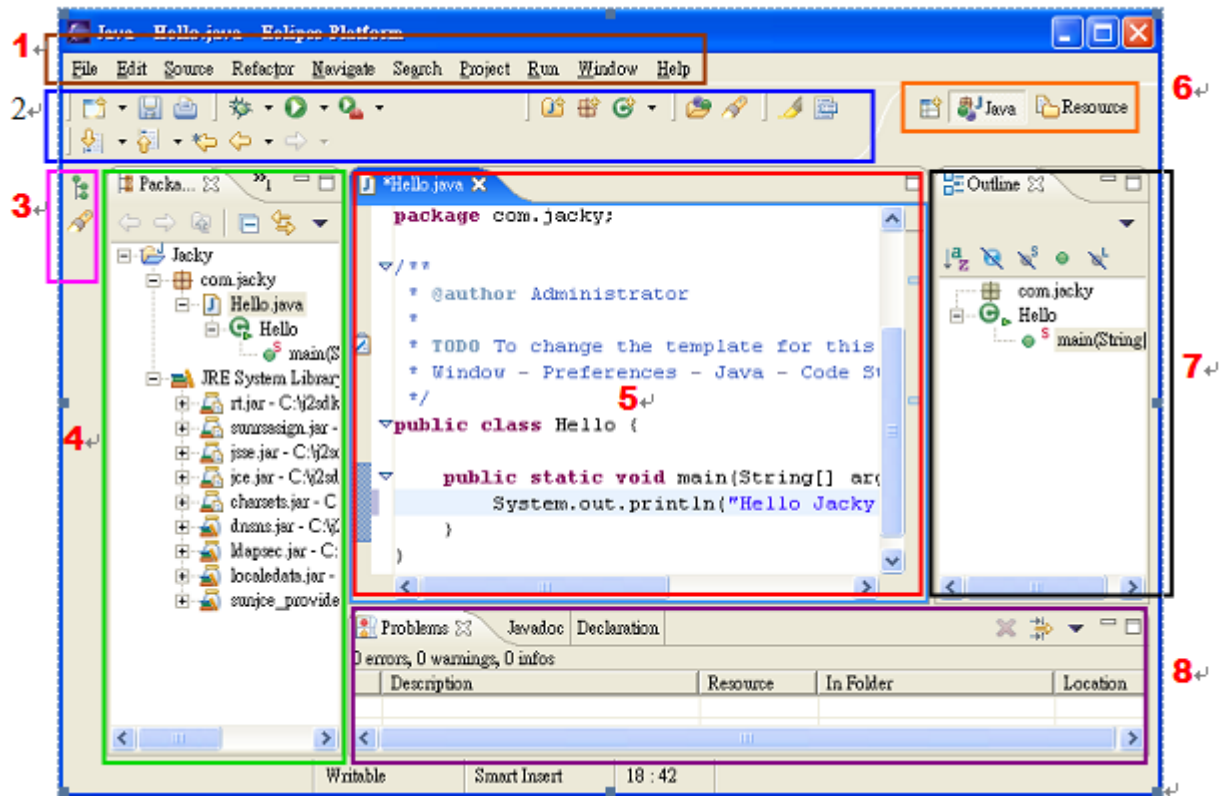 Java - Hello.java - Eclipse Platform
1
File Edit Source Refactor Navigate Search Project Run Window Help
2
6
Java Resource
3
Packa... »1
*Hello.java
Outline
package com.jacky;
Jacky
/**
com.jacky
com.jacky
* @author Administrator
Hello.java
Hello
*
Hello
main(String[
* TODO To change the template for this
main(S
* Window - Preferences - Java - Code St
7
JRE System Library
5
*/
rt.jar - C:\j2sdk
4
public class Hello {
sunrsasign.jar -
jsse.jar - C:\j2sd
public static void main(String[] arg
jce.jar - C:\j2sd
System.out.println("Hello Jacky
charsets.jar - C
}
dnsns.jar - C:\j2
}
ldapsec.jar - C:
localedata.jar -
sunjce_provide
Problems Javadoc Declaration
0 errors, 0 warnings, 0 infos
8
Description Resource In Folder Location
Writable Smart Insert 18 : 42